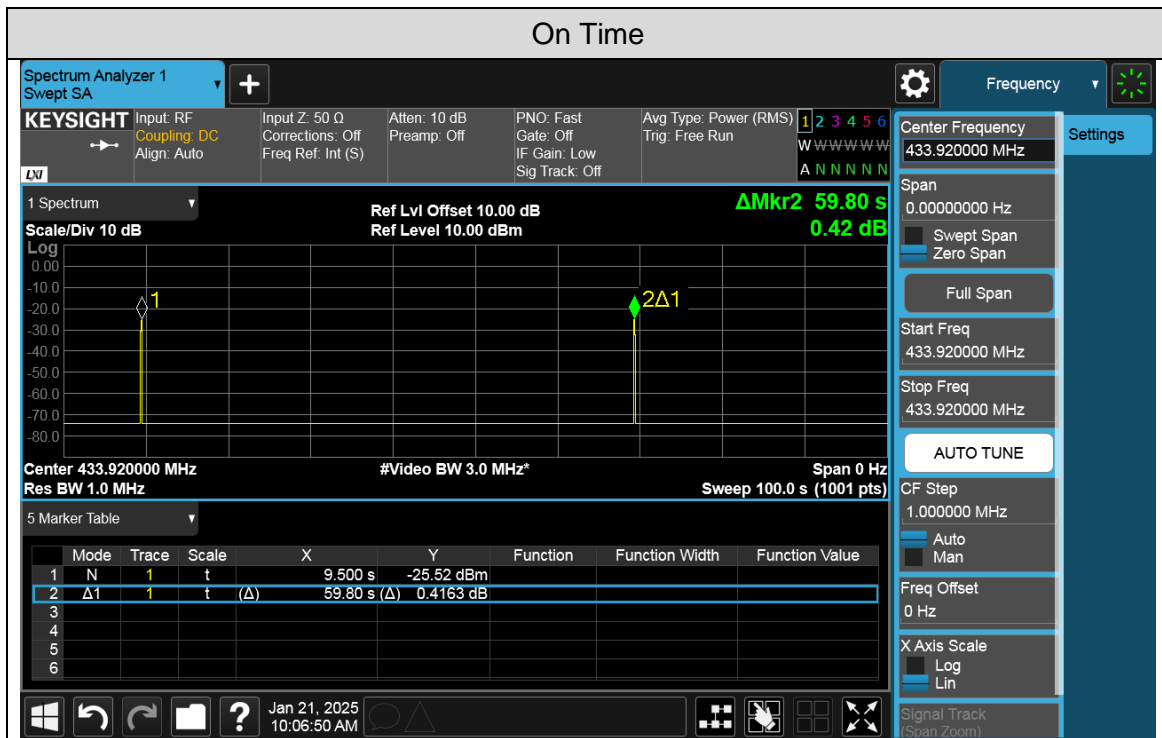 On Time
Spectrum Analyzer 1
Swept SA
Frequency
KEYSIGHT
LXI
Input: RF
Coupling: DC
Align: Auto
Input Z: 50 Ω
Corrections: Off
Freq Ref: Int (S)
Atten: 10 dB
Preamp: Off
PNO: Fast
Gate: Off
IF Gain: Low
Sig Track: Off
Avg Type: Power (RMS)
Trig: Free Run
1 2 3 4 5 6
W W W W W W
A N N N N N
1 Spectrum
Scale/Div 10 dB
Ref Lvl Offset 10.00 dB
Ref Level 10.00 dBm
ΔMkr2 59.80 s
0.42 dB
Log
0.00
-10.0
-20.0
-30.0
-40.0
-50.0
-60.0
-70.0
-80.0
1
2Δ1
Center 433.920000 MHz
#Video BW 3.0 MHz*
Span 0 Hz
Res BW 1.0 MHz
Sweep 100.0 s (1001 pts)
5 Marker Table
Mode Trace Scale X Y Function Function Width Function Value
1 N 1 t 9.500 s -25.52 dBm
2 Δ1 1 t (Δ) 59.80 s (Δ) 0.4163 dB
3
4
5
6
?
Jan 21, 2025
10:06:50 AM
Center Frequency
433.920000 MHz
Settings
Span
0.00000000 Hz
Swept Span
Zero Span
Full Span
Start Freq
433.920000 MHz
Stop Freq
433.920000 MHz
AUTO TUNE
CF Step
1.000000 MHz
Auto
Man
Freq Offset
0 Hz
X Axis Scale
Log
Lin
Signal Track
(Span Zoom)